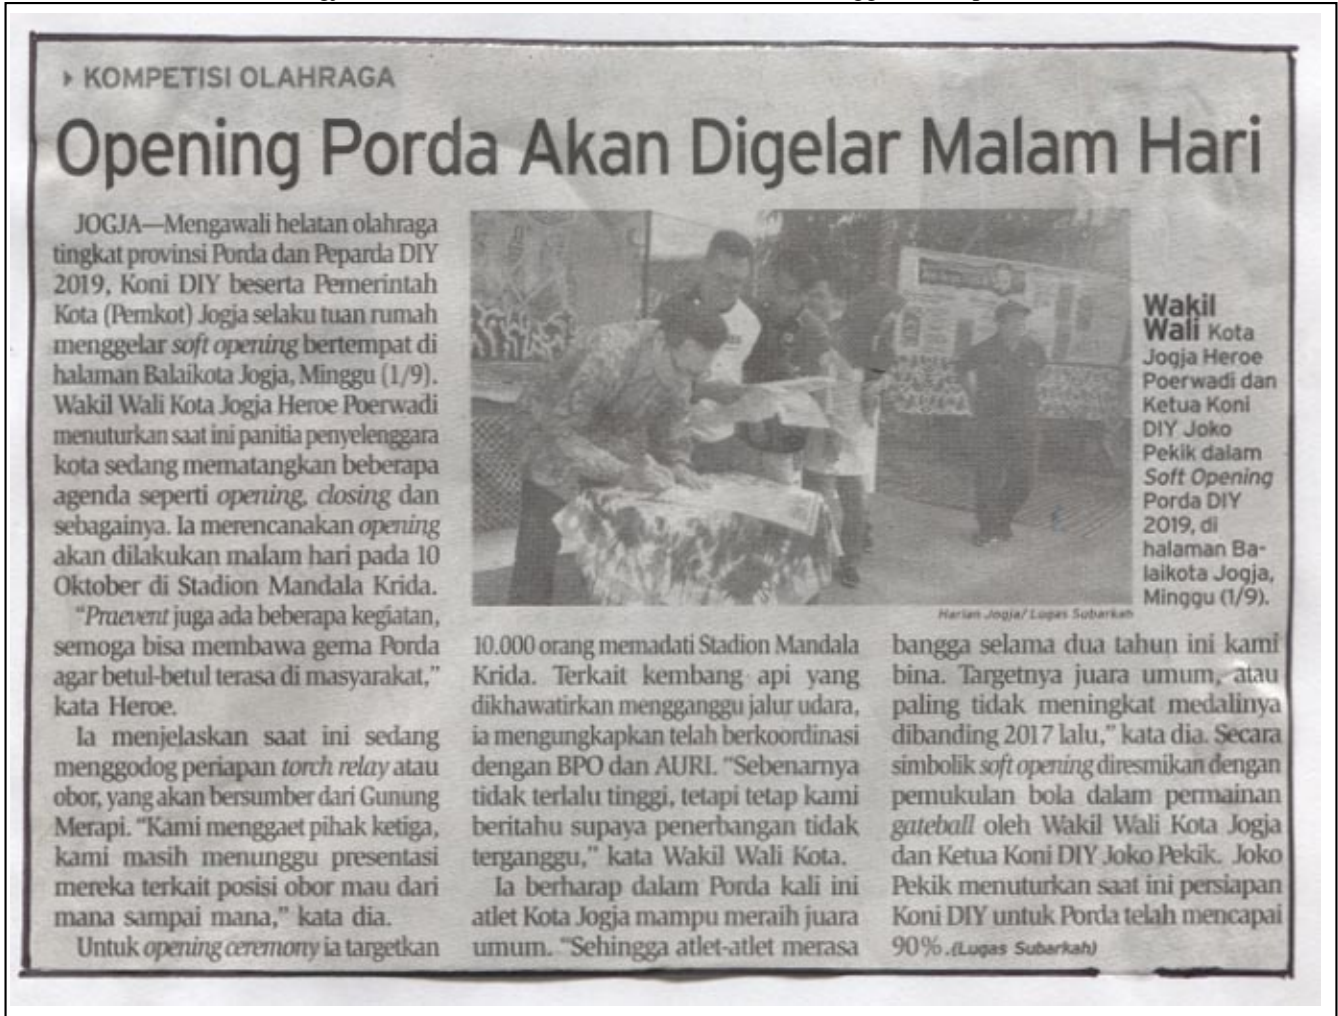 KOMPETISI OLAHRAGA
Opening Porda Akan Digelar Malam Hari
JOGJA—Mengawali helatan olahraga
tingkat provinsi Porda dan Peparda DIY
2019, Koni DIY beserta Pemerintah
Kota (Pemkot) Jogja selaku tuan rumah
menggelar soft opening bertempat di
halaman Balaikota Jogja, Minggu (1/9).
Wakil Wali Kota Jogja Heroe Poerwadi
menuturkan saat ini panitia penyelenggara
kota sedang mematangkan beberapa
agenda seperti opening, closing dan
sebagainya. Ia merencanakan opening
akan dilakukan malam hari pada 10
Oktober di Stadion Mandala Krida.
“Praevent juga ada beberapa kegiatan,
semoga bisa membawa gema Porda
agar betul-betul terasa di masyarakat,”
kata Heroe.
Ia menjelaskan saat ini sedang
menggodog periapan torch relay atau
obor, yang akan bersumber dari Gunung
Merapi. “Kami menggaet pihak ketiga,
kami masih menunggu presentasi
mereka terkait posisi obor mau dari
mana sampai mana,” kata dia.
Untuk opening ceremony ia targetkan
Wakil
Wali Kota
Jogja Heroe
Poerwadi dan
Ketua Koni
DIY Joko
Pekik dalam
Soft Opening
Porda DIY
2019, di
halaman Ba-
laikota Jogja,
Minggu (1/9).
Harian Jogja/ Lugas Subarkah
10.000 orang memadati Stadion Mandala
Krida. Terkait kembang api yang
dikhawatirkan mengganggu jalur udara,
ia mengungkapkan telah berkoordinasi
dengan BPO dan AURI. “Sebenarnya
tidak terlalu tinggi, tetapi tetap kami
beritahu supaya penerbangan tidak
terganggu,” kata Wakil Wali Kota.
Ia berharap dalam Porda kali ini
atlet Kota Jogja mampu meraih juara
umum. “Sehingga atlet-atlet merasa
bangga selama dua tahun ini kami
bina. Targetnya juara umum, atau
paling tidak meningkat medalinya
dibanding 2017 lalu,” kata dia. Secara
simbolik soft opening diresmikan dengan
pemukulan bola dalam permainan
gateball oleh Wakil Wali Kota Jogja
dan Ketua Koni DIY Joko Pekik. Joko
Pekik menuturkan saat ini persiapan
Koni DIY untuk Porda telah mencapai
90%.(Lugas Subarkah)